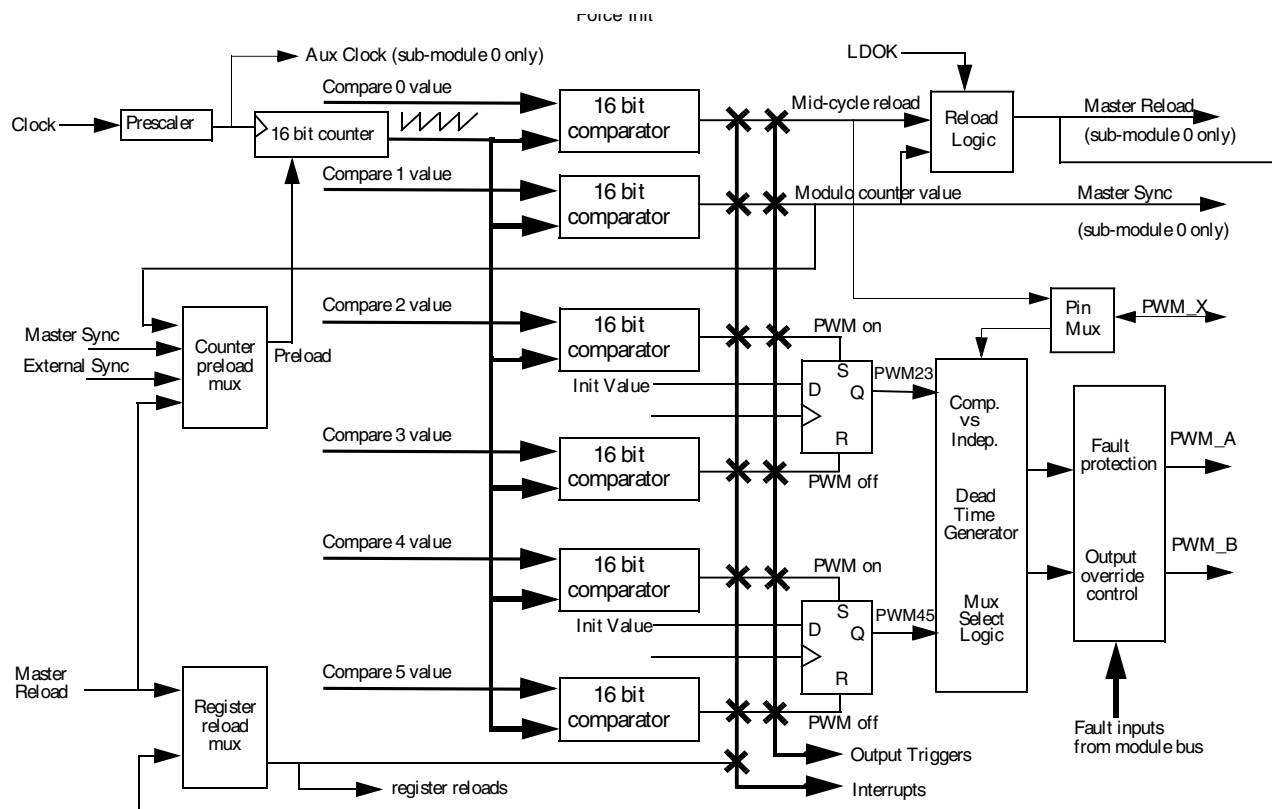 Force Init
Aux Clock (sub-module 0 only)
LDOK
Compare 0 value
16 bit
comparator
Mid-cycle reload
Reload
Logic
Master Reload
(sub-module 0 only)
Clock
Prescaler
16 bit counter
Compare 1 value
16 bit
comparator
Modulo counter value
Master Sync
(sub-module 0 only)
Compare 2 value
16 bit
comparator
PWM on
Pin
Mux
PWM_X
Master Sync
External Sync
Counter
preload
mux
Preload
Init Value
D
S
Q
R
PWM23
Comp.
vs
Indep.
Dead
Time
Generator
Mux
Select
Logic
Compare 3 value
16 bit
comparator
PWM off
Fault
protection
Output
override
control
PWM_A
PWM_B
Compare 4 value
16 bit
comparator
PWM on
Init Value
D
S
Q
R
PWM45
Compare 5 value
16 bit
comparator
PWM off
Master
Reload
Register
reload
mux
Fault inputs
from module bus
Output Triggers
register reloads
Interrupts